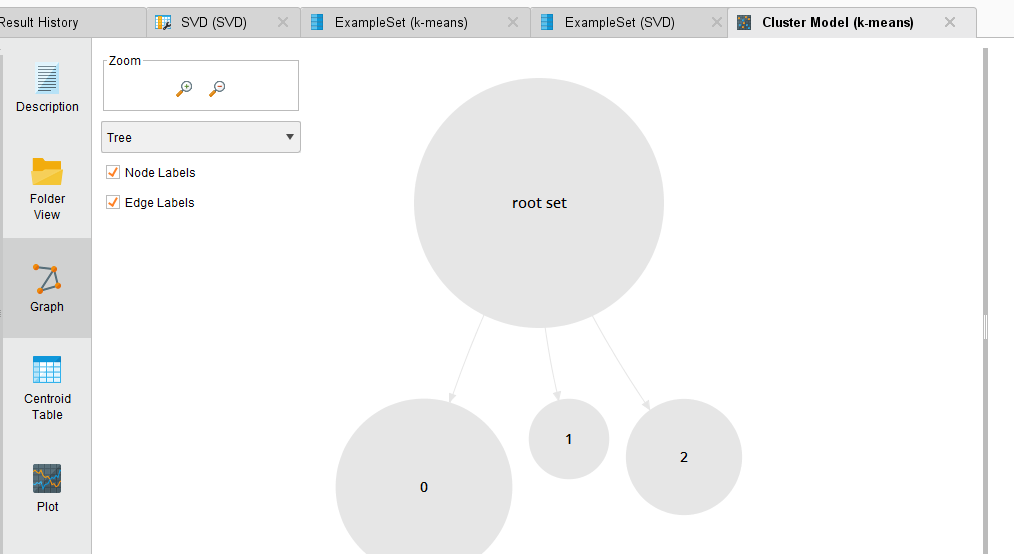 Result History
SVD (SVD)
ExampleSet (k-means)
ExampleSet (SVD)
Cluster Model (k-means)
Description
Folder
View
Graph
Centroid
Table
Plot
Zoom
Tree
Node Labels
Edge Labels
root set
0
1
2